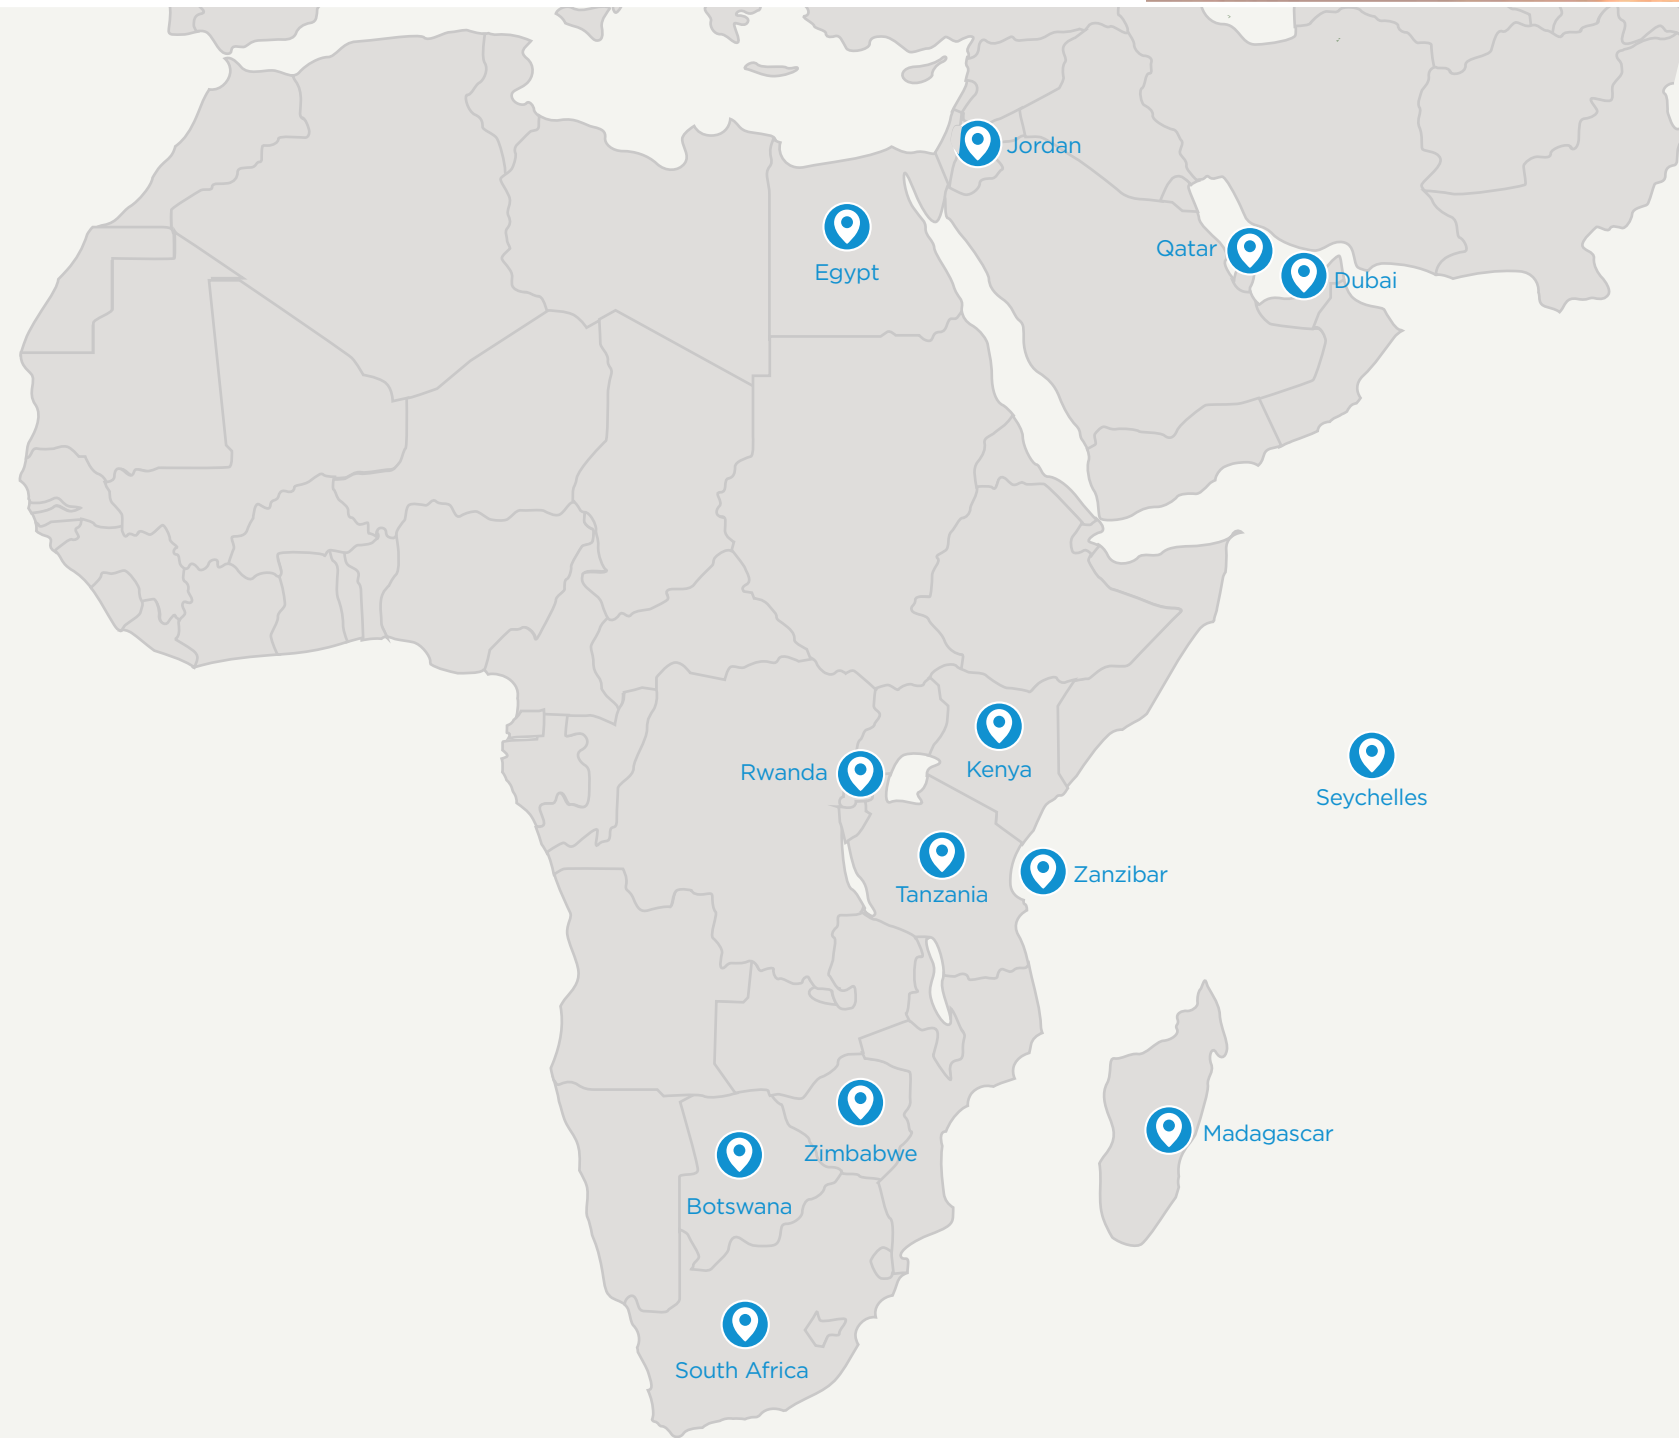 Jordan
Egypt
Qatar
Dubai
Rwanda
Kenya
Seychelles
Tanzania
Zanzibar
Zimbabwe
Madagascar
Botswana
South Africa